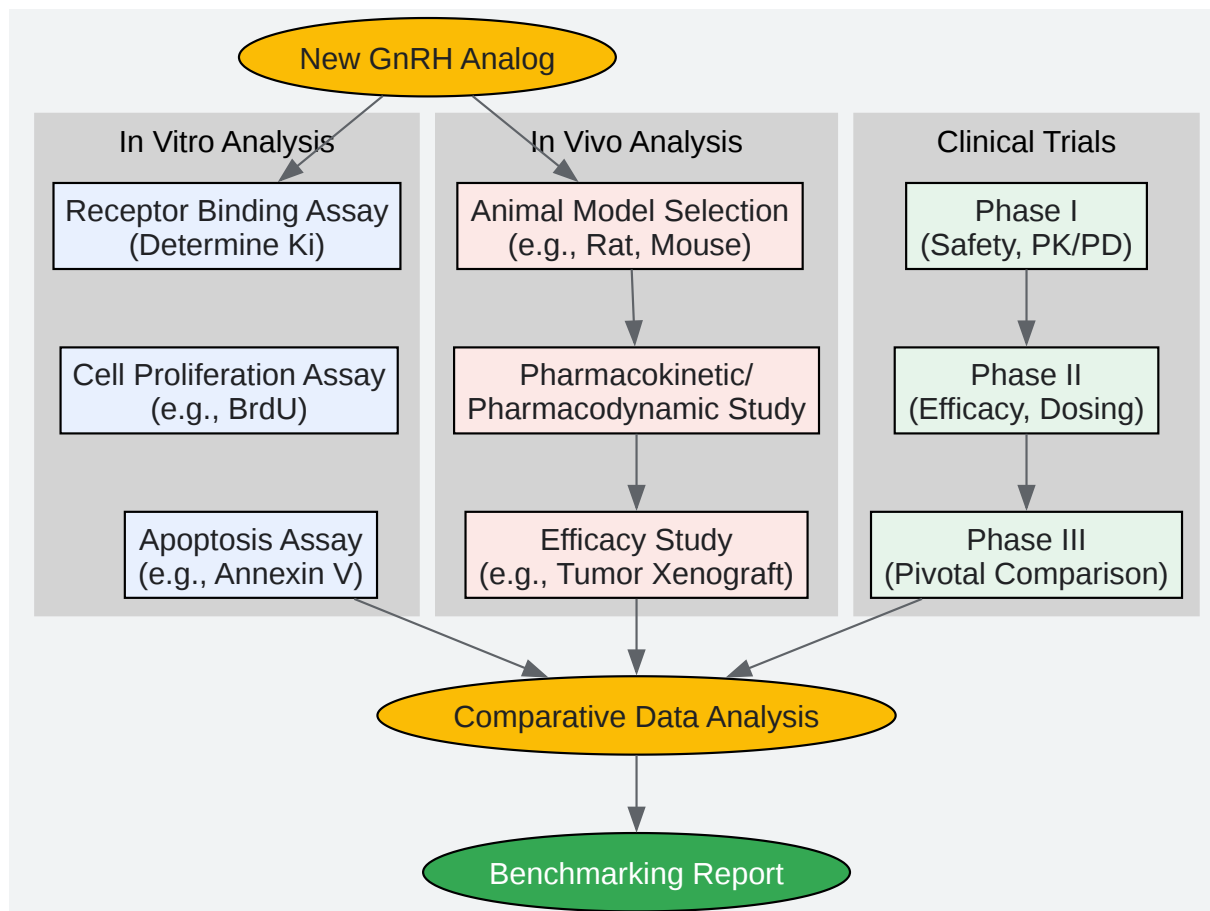 New GnRH Analog
In Vitro Analysis
Receptor Binding Assay
(Determine Ki)
Cell Proliferation Assay
(e.g., BrdU)
Apoptosis Assay
(e.g., Annexin V)
In Vivo Analysis
Animal Model Selection
(e.g., Rat, Mouse)
Pharmacokinetic/
Pharmacodynamic Study
Efficacy Study
(e.g., Tumor Xenograft)
Clinical Trials
Phase I
(Safety, PK/PD)
Phase II
(Efficacy, Dosing)
Phase III
(Pivotal Comparison)
Comparative Data Analysis
Benchmarking Report